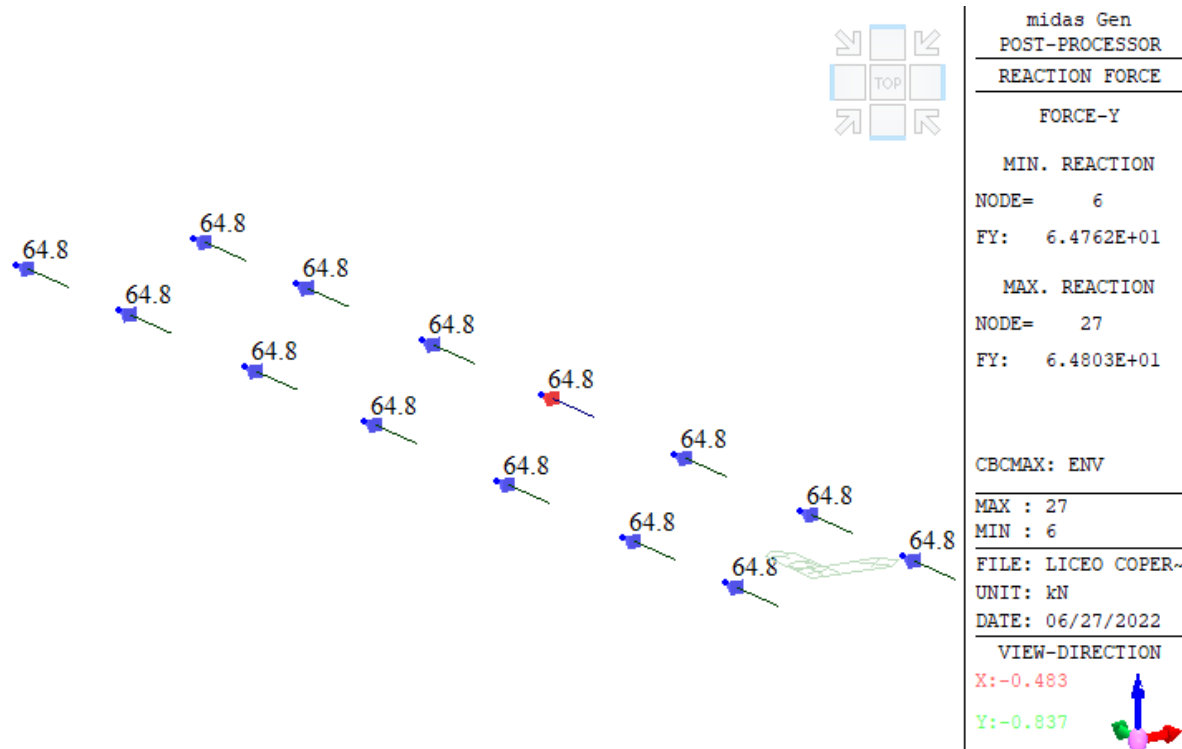 midas Gen
POST-PROCESSOR
REACTION FORCE
FORCE-Y
MIN. REACTION
NODE= 6
FY: 6.4762E+01
MAX. REACTION
NODE= 27
FY: 6.4803E+01
CBCMAX: ENV
MAX : 27
MIN : 6
FILE: LICEO COPER~
UNIT: kN
DATE: 06/27/2022
VIEW-DIRECTION
X:-0.483
Y:-0.837
TOP
64.8
64.8
64.8
64.8
64.8
64.8
64.8
64.8
64.8
64.8
64.8
64.8
64.8
64.8